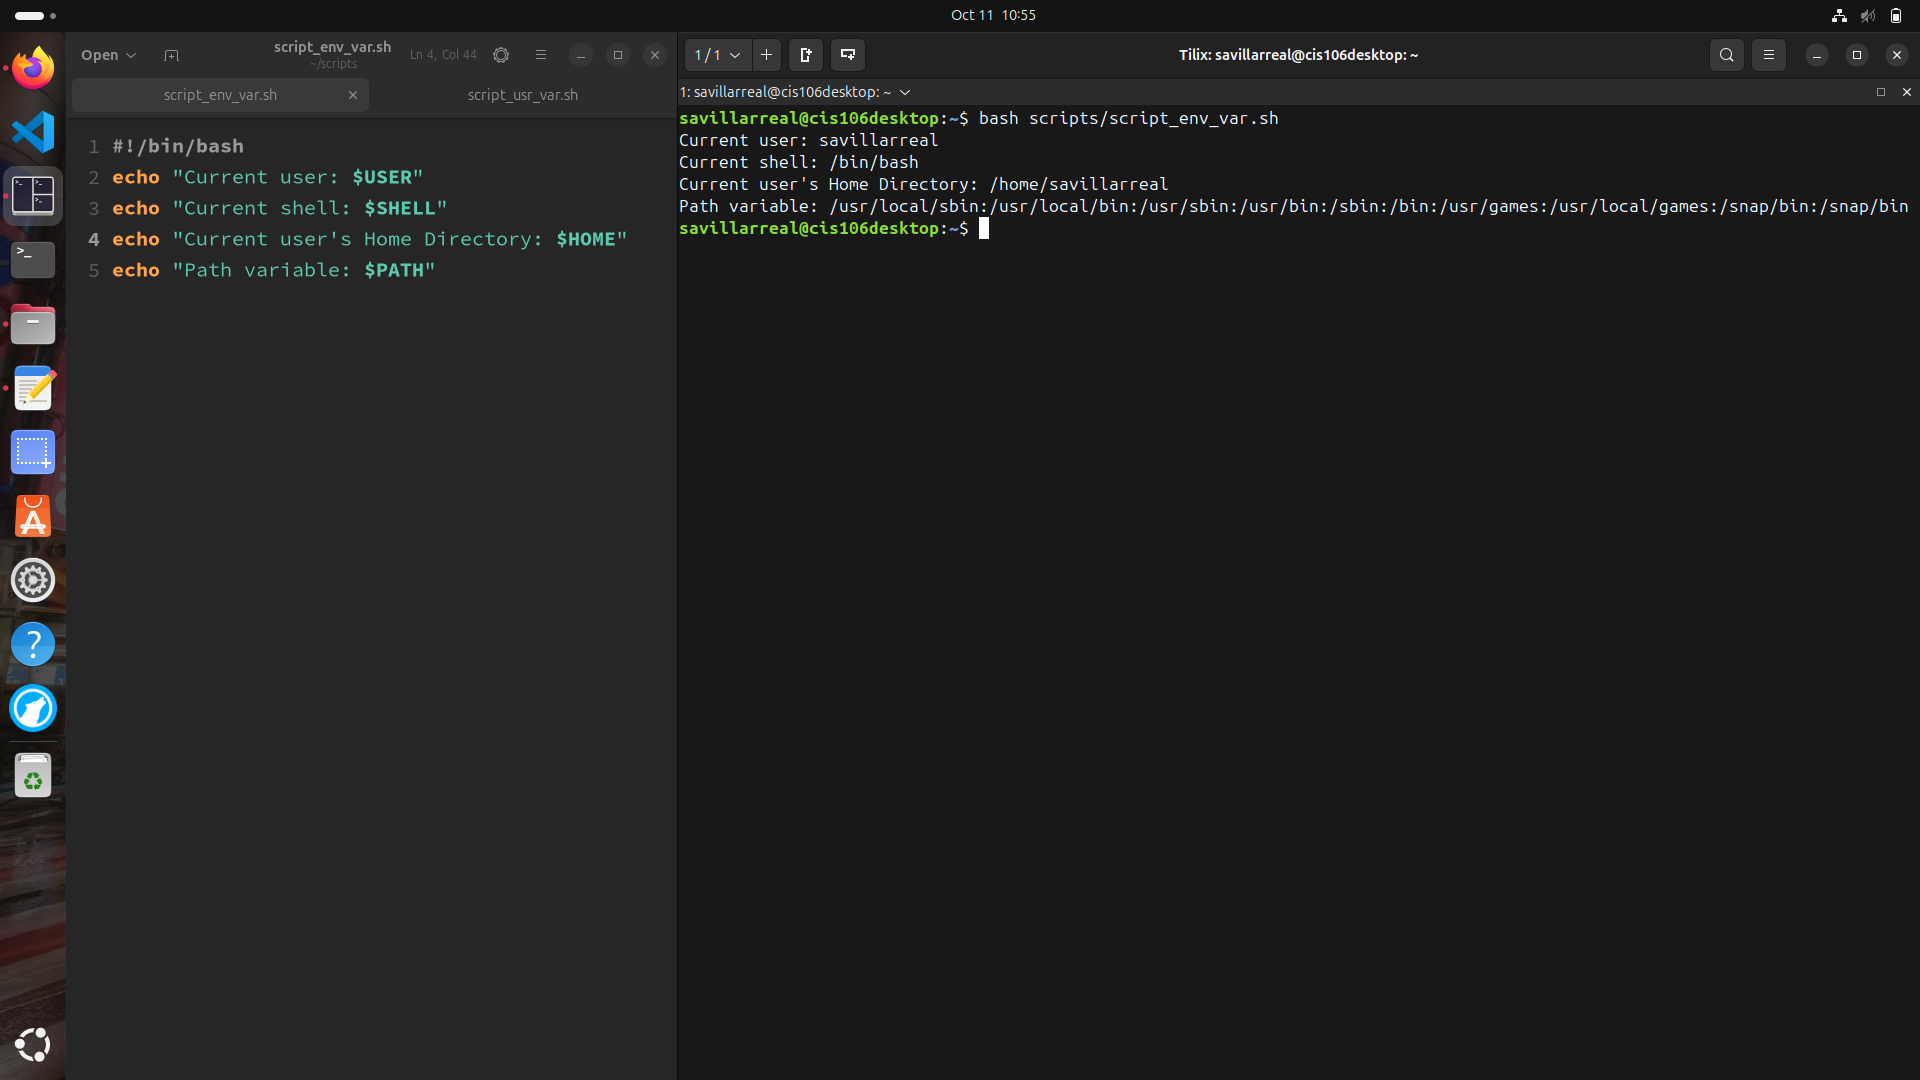 Oct 11 10:55
Open
script_env_var.sh
~/scripts
Ln 4, Col 44
script_env_var.sh
script_usr_var.sh
1 #!/bin/bash
2 echo "Current user: $USER"
3 echo "Current shell: $SHELL"
4 echo "Current user's Home Directory: $HOME"
5 echo "Path variable: $PATH"
1 / 1
Tilix: savillarreal@cis106desktop: ~
1: savillarreal@cis106desktop: ~
savillarreal@cis106desktop:~$ bash scripts/script_env_var.sh
Current user: savillarreal
Current shell: /bin/bash
Current user's Home Directory: /home/savillarreal
Path variable: /usr/local/sbin:/usr/local/bin:/usr/sbin:/usr/bin:/sbin:/bin:/usr/games:/usr/local/games:/snap/bin:/snap/bin
savillarreal@cis106desktop:~$